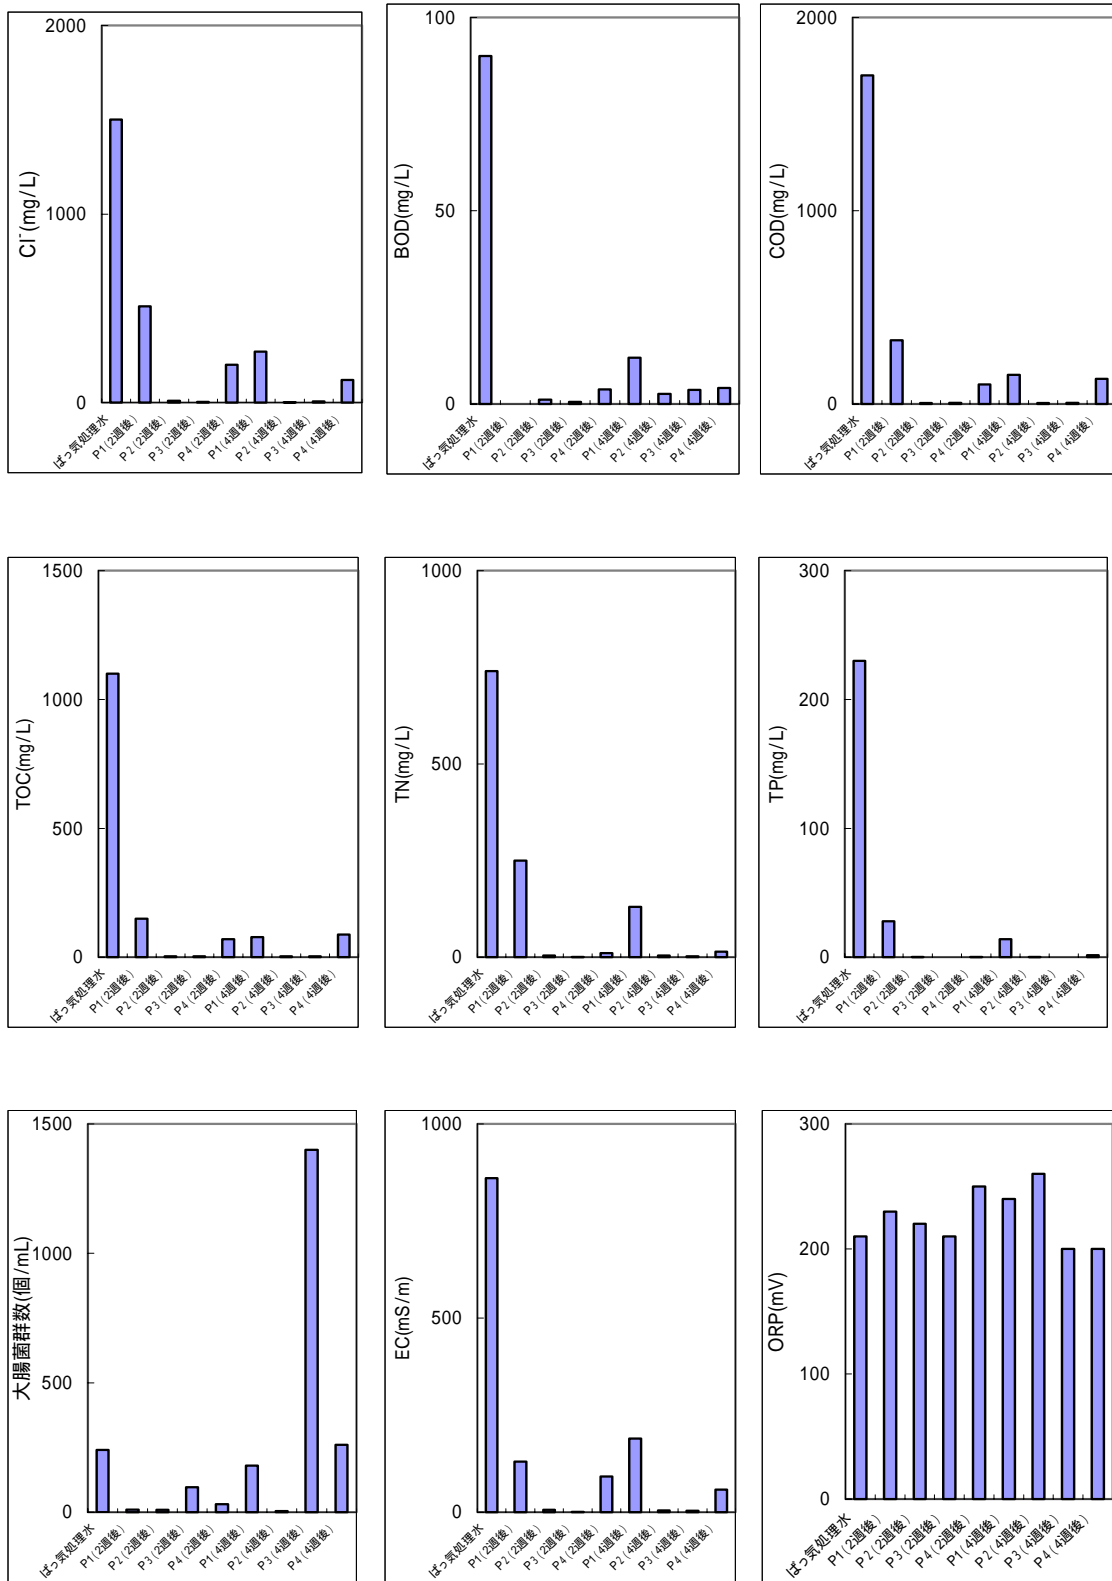 2000
1000
0
Cl⁻(mg/L)
ばっ気処理水
P1(2週後)
P2(2週後)
P3(2週後)
P4(2週後)
P1(4週後)
P2(4週後)
P3(4週後)
P4(4週後)
100
50
0
BOD(mg/L)
ばっ気処理水
P1(2週後)
P2(2週後)
P3(2週後)
P4(2週後)
P1(4週後)
P2(4週後)
P3(4週後)
P4(4週後)
2000
1000
0
COD(mg/L)
ばっ気処理水
P1(2週後)
P2(2週後)
P3(2週後)
P4(2週後)
P1(4週後)
P2(4週後)
P3(4週後)
P4(4週後)
1500
1000
500
0
TOC(mg/L)
ばっ気処理水
P1(2週後)
P2(2週後)
P3(2週後)
P4(2週後)
P1(4週後)
P2(4週後)
P3(4週後)
P4(4週後)
1000
500
0
TN(mg/L)
ばっ気処理水
P1(2週後)
P2(2週後)
P3(2週後)
P4(2週後)
P1(4週後)
P2(4週後)
P3(4週後)
P4(4週後)
300
200
100
0
TP(mg/L)
ばっ気処理水
P1(2週後)
P2(2週後)
P3(2週後)
P4(2週後)
P1(4週後)
P2(4週後)
P3(4週後)
P4(4週後)
1500
1000
500
0
大腸菌群数(個/mL)
ばっ気処理水
P1(2週後)
P2(2週後)
P3(2週後)
P4(2週後)
P1(4週後)
P2(4週後)
P3(4週後)
P4(4週後)
1000
500
0
EC(mS/m)
ばっ気処理水
P1(2週後)
P2(2週後)
P3(2週後)
P4(2週後)
P1(4週後)
P2(4週後)
P3(4週後)
P4(4週後)
300
200
100
0
ORP(mV)
ばっ気処理水
P1(2週後)
P2(2週後)
P3(2週後)
P4(2週後)
P1(4週後)
P2(4週後)
P3(4週後)
P4(4週後)